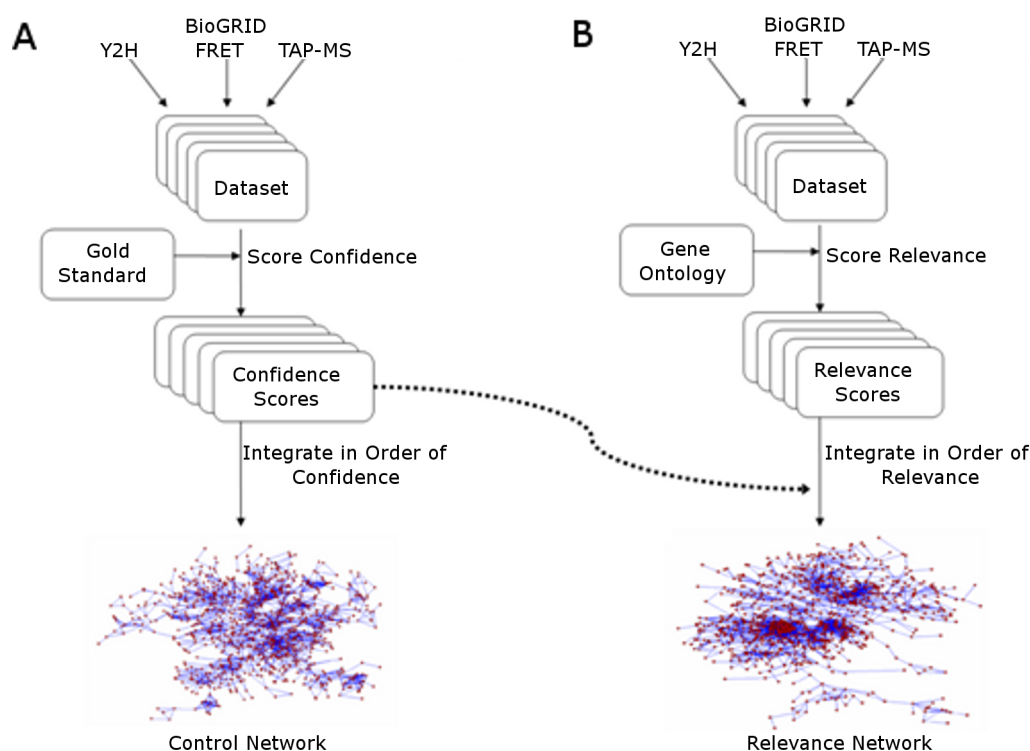 A
BioGRID
Y2H FRET TAP-MS
Dataset
Gold
Standard
Score Confidence
Confidence
Scores
Integrate in Order of
Confidence
Control Network
B
BioGRID
Y2H FRET TAP-MS
Dataset
Gene
Ontology
Score Relevance
Relevance
Scores
Integrate in Order of
Relevance
Relevance Network